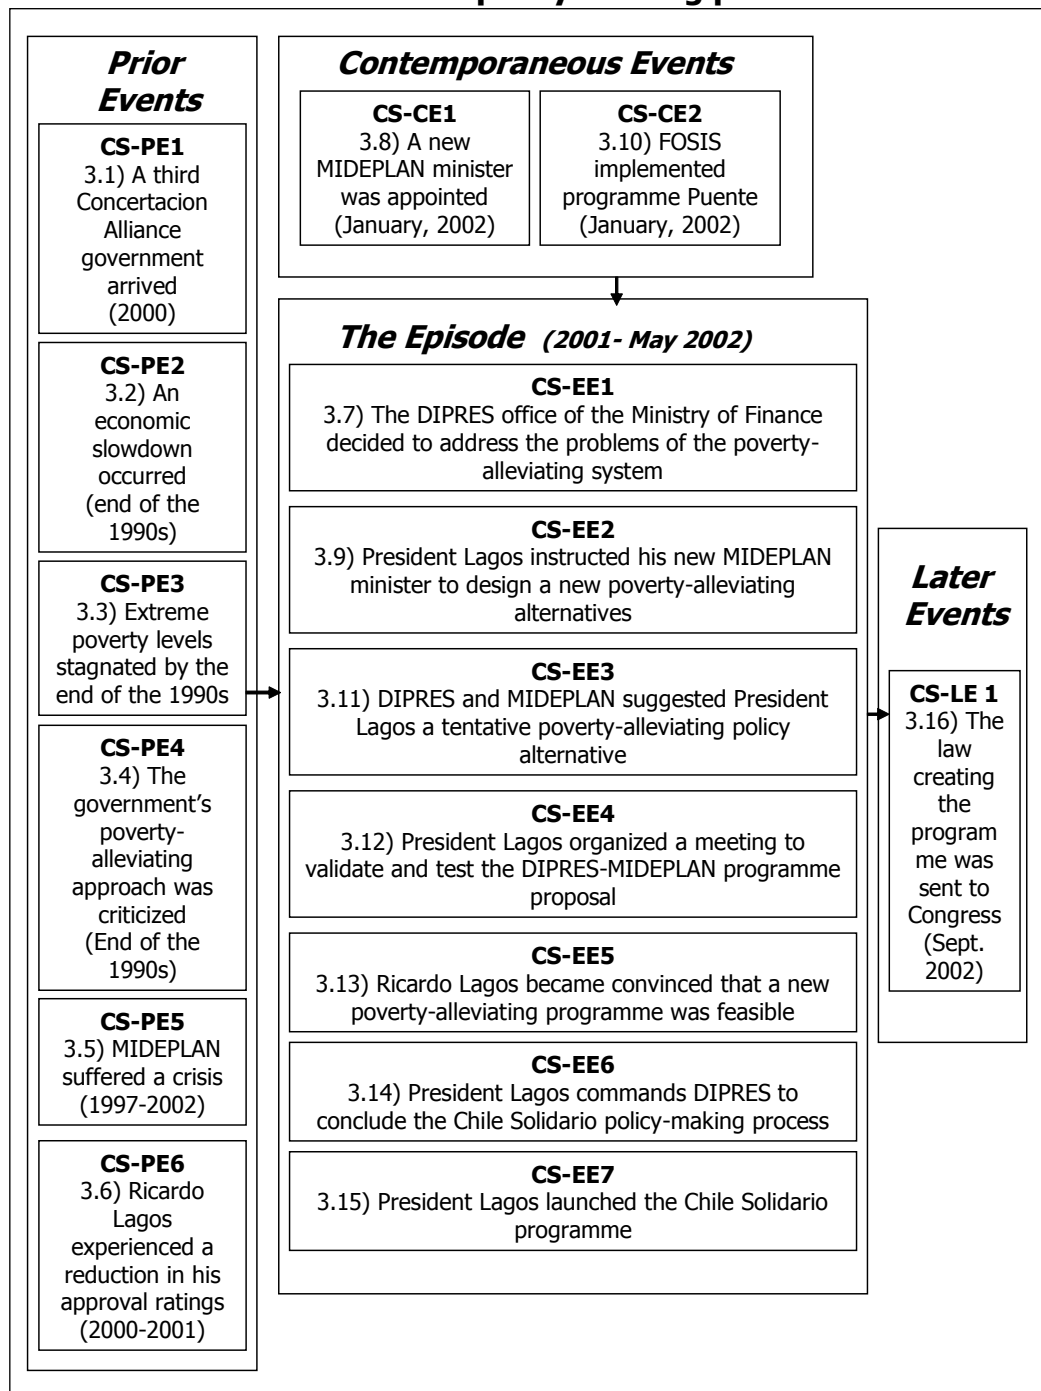 Prior
Events
CS-PE1
3.1) A third
Concertacion
Alliance
government
arrived
(2000)
CS-PE2
3.2) An
economic
slowdown
occurred
(end of the
1990s)
CS-PE3
3.3) Extreme
poverty levels
stagnated by the
end of the 1990s
CS-PE4
3.4) The
government’s
poverty-
alleviating
approach was
criticized
(End of the
1990s)
CS-PE5
3.5) MIDEPLAN
suffered a crisis
(1997-2002)
CS-PE6
3.6) Ricardo
Lagos
experienced a
reduction in his
approval ratings
(2000-2001)
Contemporaneous Events
CS-CE1
3.8) A new
MIDEPLAN minister
was appointed
(January, 2002)
CS-CE2
3.10) FOSIS
implemented
programme Puente
(January, 2002)
The Episode (2001- May 2002)
CS-EE1
3.7) The DIPRES office of the Ministry of Finance
decided to address the problems of the poverty-
alleviating system
CS-EE2
3.9) President Lagos instructed his new MIDEPLAN
minister to design a new poverty-alleviating
alternatives
CS-EE3
3.11) DIPRES and MIDEPLAN suggested President
Lagos a tentative poverty-alleviating policy
alternative
CS-EE4
3.12) President Lagos organized a meeting to
validate and test the DIPRES-MIDEPLAN programme
proposal
CS-EE5
3.13) Ricardo Lagos became convinced that a new
poverty-alleviating programme was feasible
CS-EE6
3.14) President Lagos commands DIPRES to
conclude the Chile Solidario policy-making process
CS-EE7
3.15) President Lagos launched the Chile Solidario
programme
Later
Events
CS-LE 1
3.16) The
law
creating
the
program
me was
sent to
Congress
(Sept.
2002)